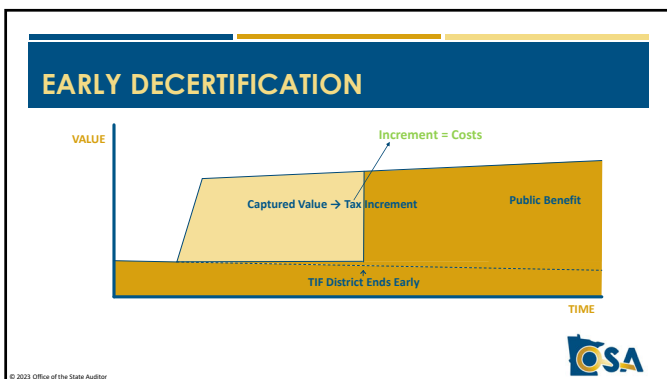 EARLY DECERTIFICATION
VALUE
Increment = Costs
Captured Value → Tax Increment
Public Benefit
TIF District Ends Early
TIME
OSA
© 2023 Office of the State Auditor